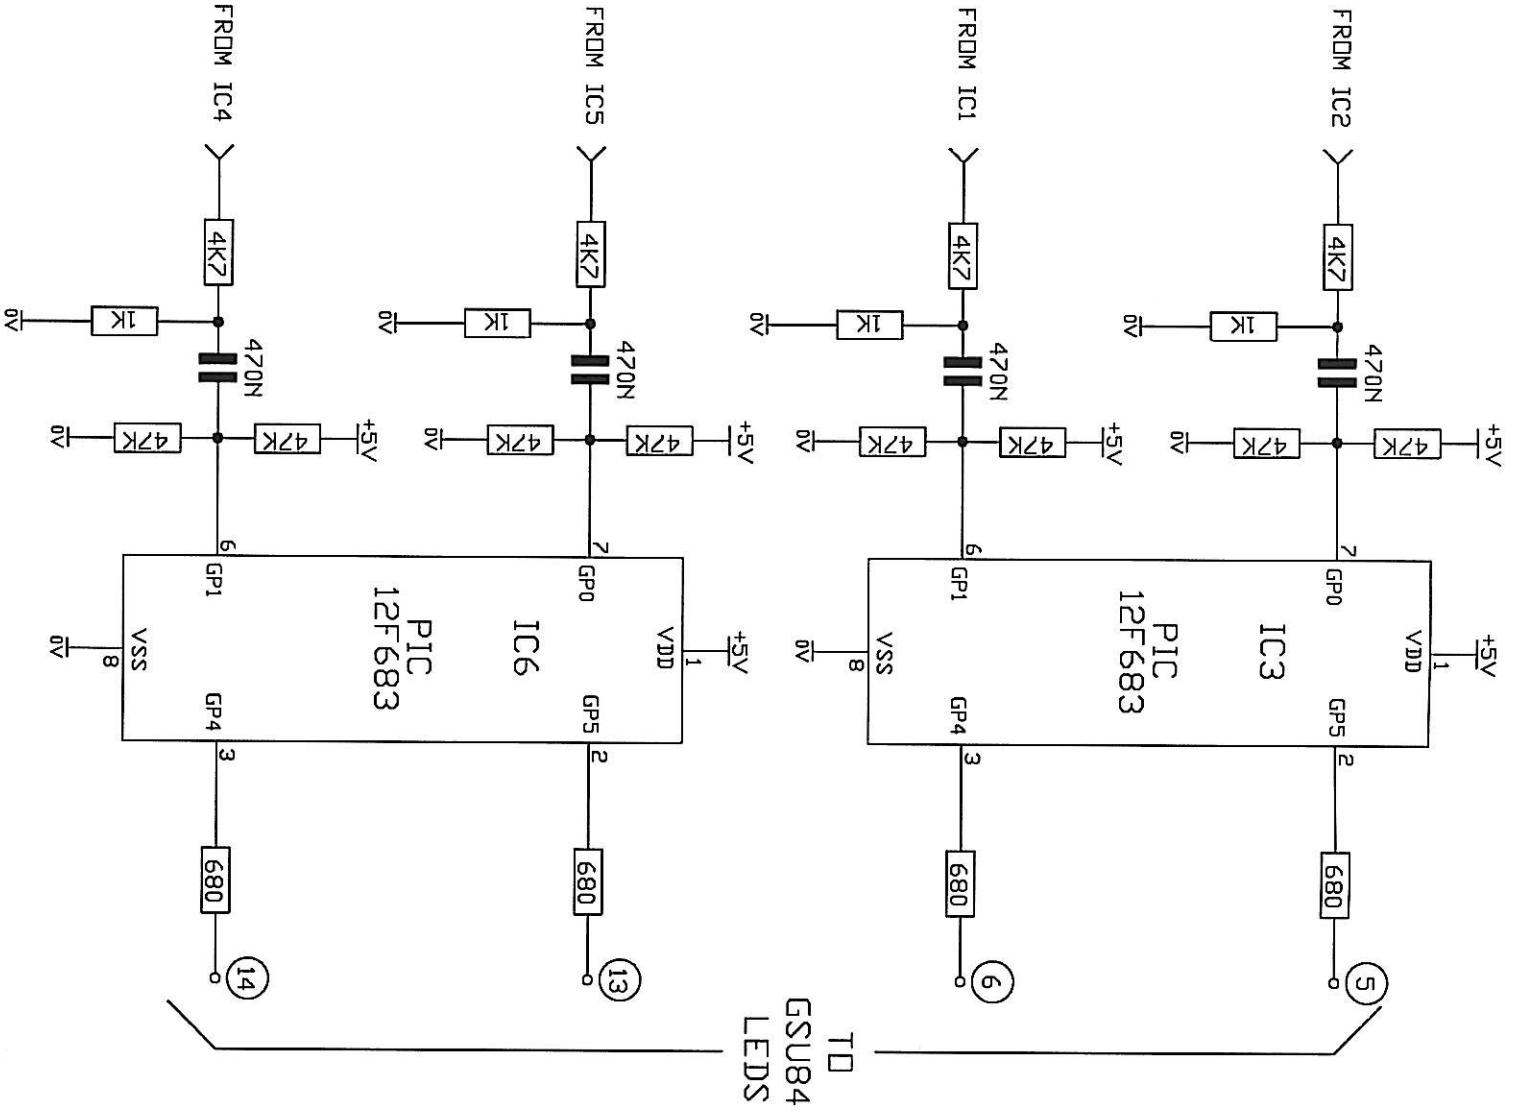 FROM IC2
4K7
1K
0V
470N
+5V
47K
47K
0V
7
GP0
FROM IC1
4K7
1K
0V
470N
+5V
47K
47K
0V
6
GP1
+5V
1
VDD
IC3
PIC
12F683
VSS
8
0V
GP5
2
680
5
GP4
3
680
6
FROM IC5
4K7
1K
0V
470N
+5V
47K
47K
0V
7
GP0
FROM IC4
4K7
1K
0V
470N
+5V
47K
47K
0V
6
GP1
+5V
1
VDD
IC6
PIC
12F683
VSS
8
0V
GP5
2
680
13
GP4
3
680
14
TO
GSU84
LEDS